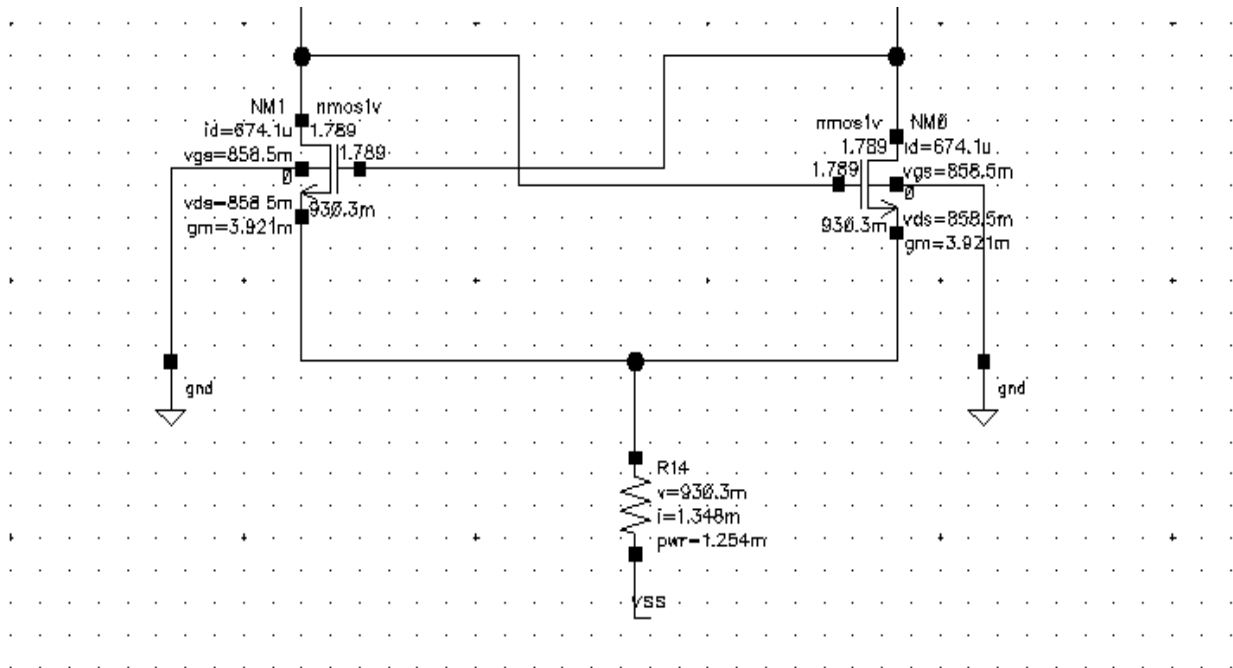 NM1 nmos1v
id=674.1u 1.789
vgs=858.5m 1.789
0
vds=858.5m 930.3m
gm=3.921m
nmos1v NM0
1.789 id=674.1u
1.789 vgs=858.5m
0
930.3m vds=858.5m
gm=3.921m
gnd
gnd
R14
v=930.3m
i=1.348m
pwr=1.254m
vss